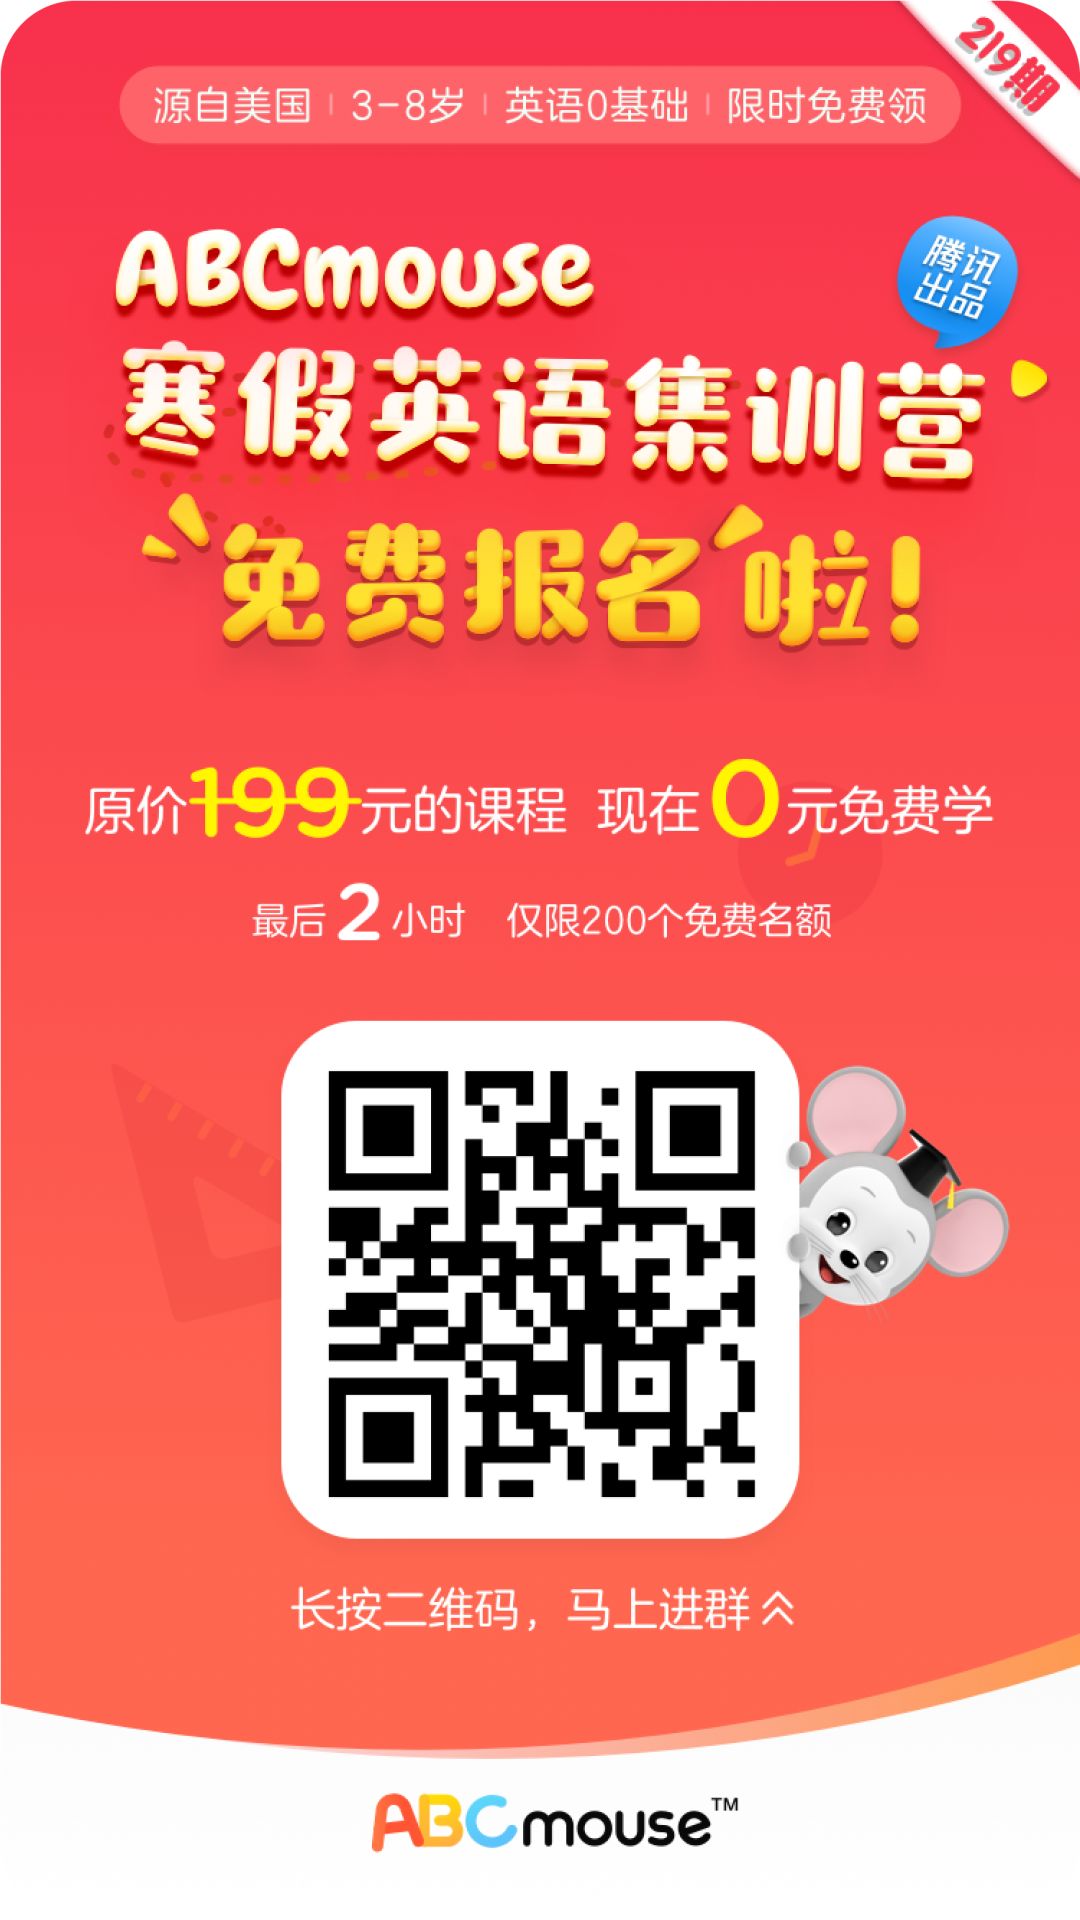 219期
源自美国 | 3-8岁 | 英语0基础 | 限时免费领
腾讯
出品
ABCmouse
寒假英语集训营
免费报名啦!
原价199元的课程 现在0元免费学
最后2小时 仅限200个免费名额
长按二维码，马上进群
ABCmouse™